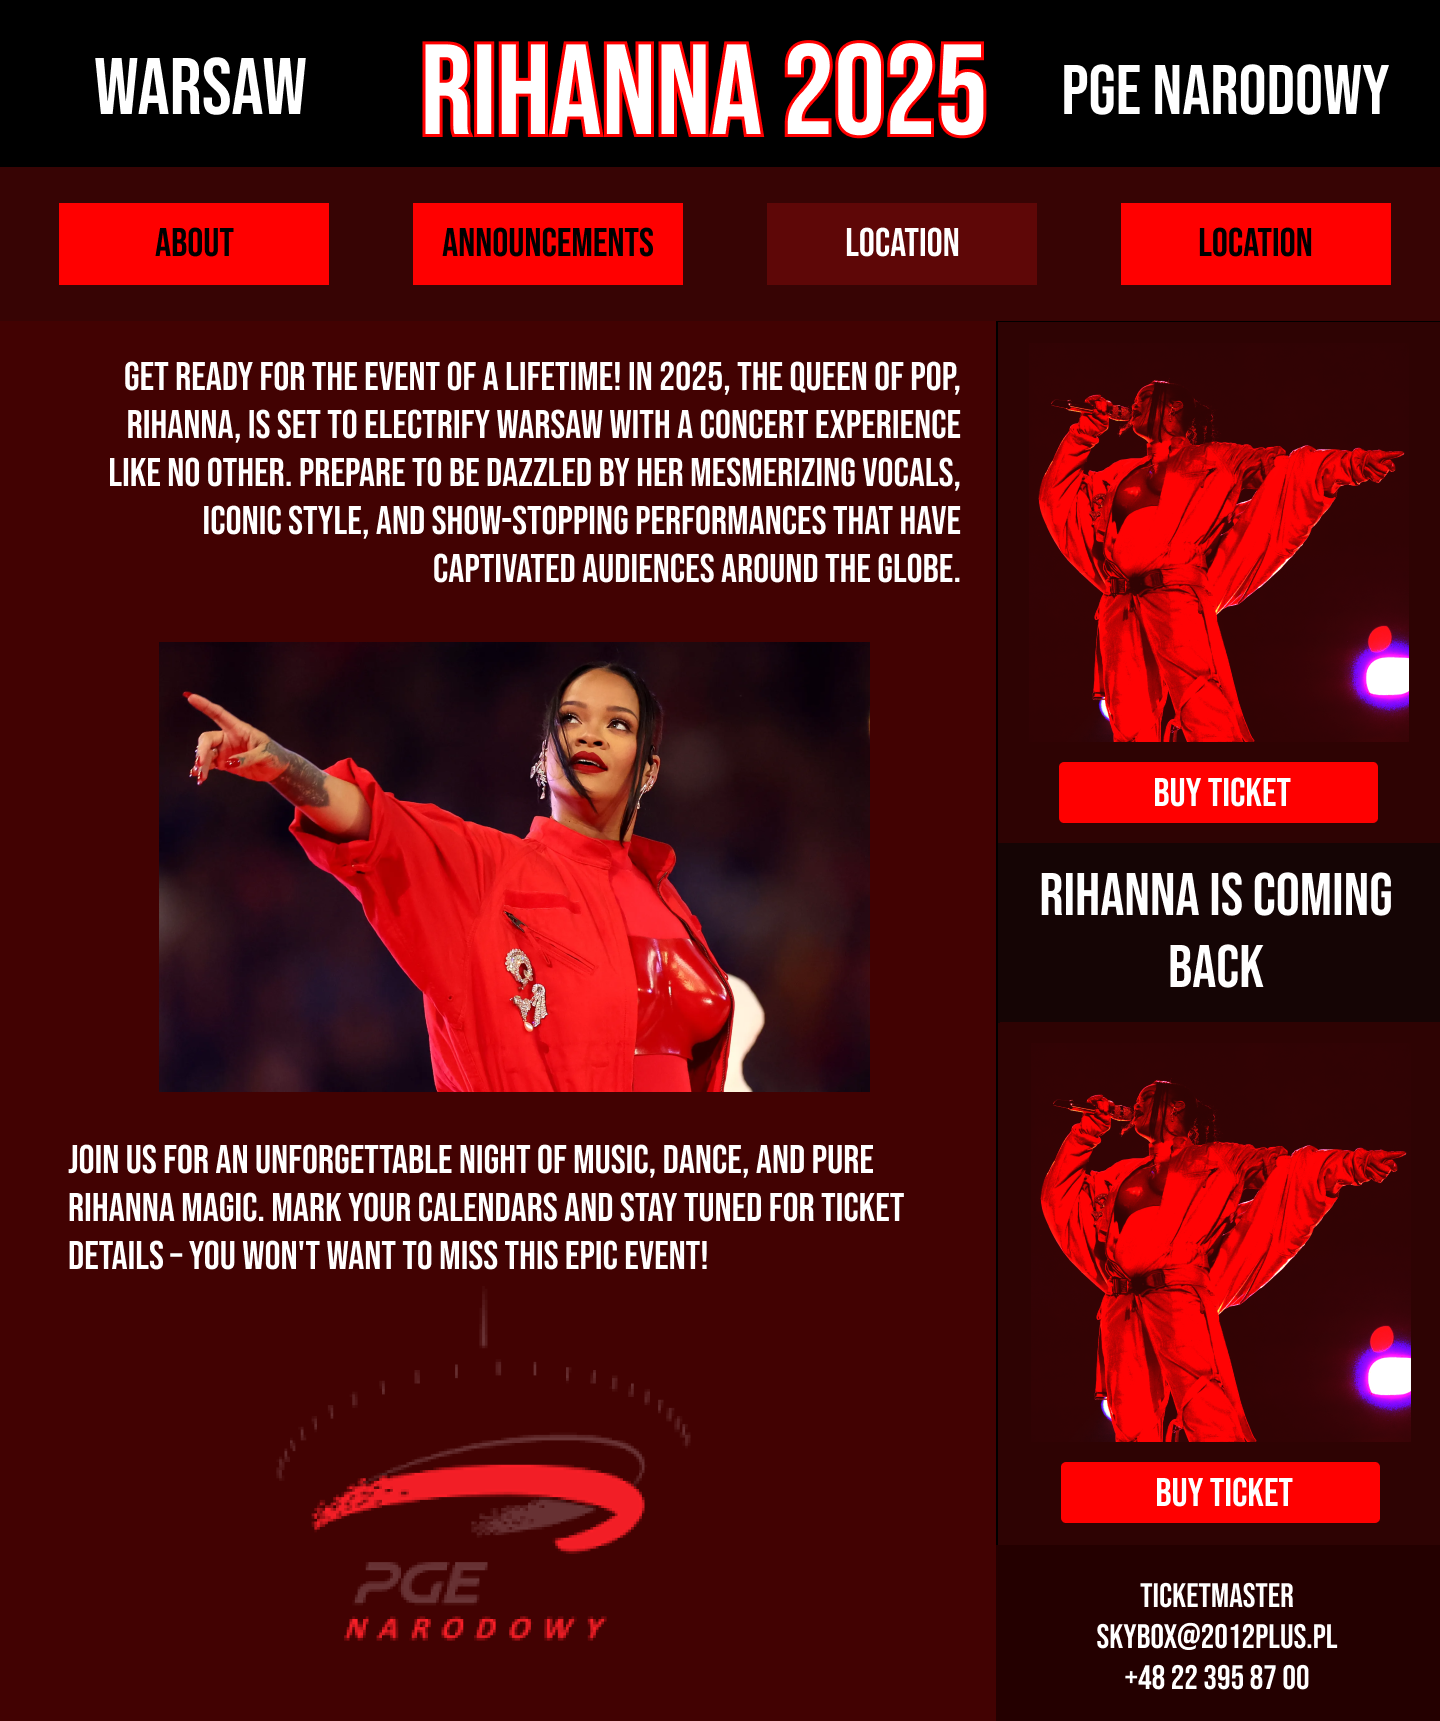 WARSAW
RIHANNA 2025
PGE NARODOWY
ABOUT
ANNOUNCEMENTS
LOCATION
LOCATION
GET READY FOR THE EVENT OF A LIFETIME! IN 2025, THE QUEEN OF POP,
RIHANNA, IS SET TO ELECTRIFY WARSAW WITH A CONCERT EXPERIENCE
LIKE NO OTHER. PREPARE TO BE DAZZLED BY HER MESMERIZING VOCALS,
ICONIC STYLE, AND SHOW-STOPPING PERFORMANCES THAT HAVE
CAPTIVATED AUDIENCES AROUND THE GLOBE.
JOIN US FOR AN UNFORGETTABLE NIGHT OF MUSIC, DANCE, AND PURE
RIHANNA MAGIC. MARK YOUR CALENDARS AND STAY TUNED FOR TICKET
DETAILS – YOU WON'T WANT TO MISS THIS EPIC EVENT!
PGE
NARODOWY
BUY TICKET
RIHANNA IS COMING
BACK
BUY TICKET
TICKETMASTER
SKYBOX@2012PLUS.PL
+48 22 395 87 00